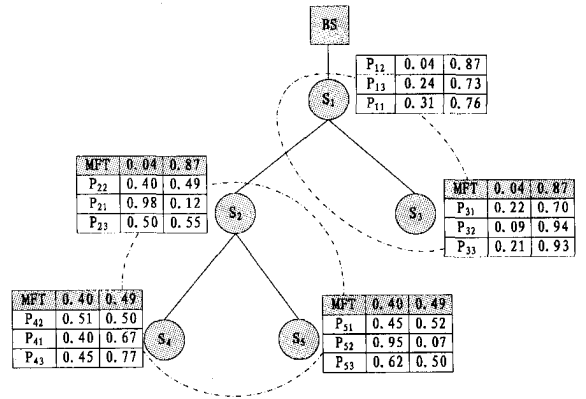 BS
P12 0.04 0.87
P13 0.24 0.73
P11 0.31 0.76
S1
MFT 0.04 0.87
P22 0.40 0.49
P21 0.98 0.12
P23 0.50 0.55
S2
S3
MFT 0.04 0.87
P31 0.22 0.70
P32 0.09 0.94
P33 0.21 0.93
MFT 0.40 0.49
P42 0.51 0.50
P41 0.40 0.67
P43 0.45 0.77
S4
S5
MFT 0.40 0.49
P51 0.45 0.52
P52 0.95 0.07
P53 0.62 0.50